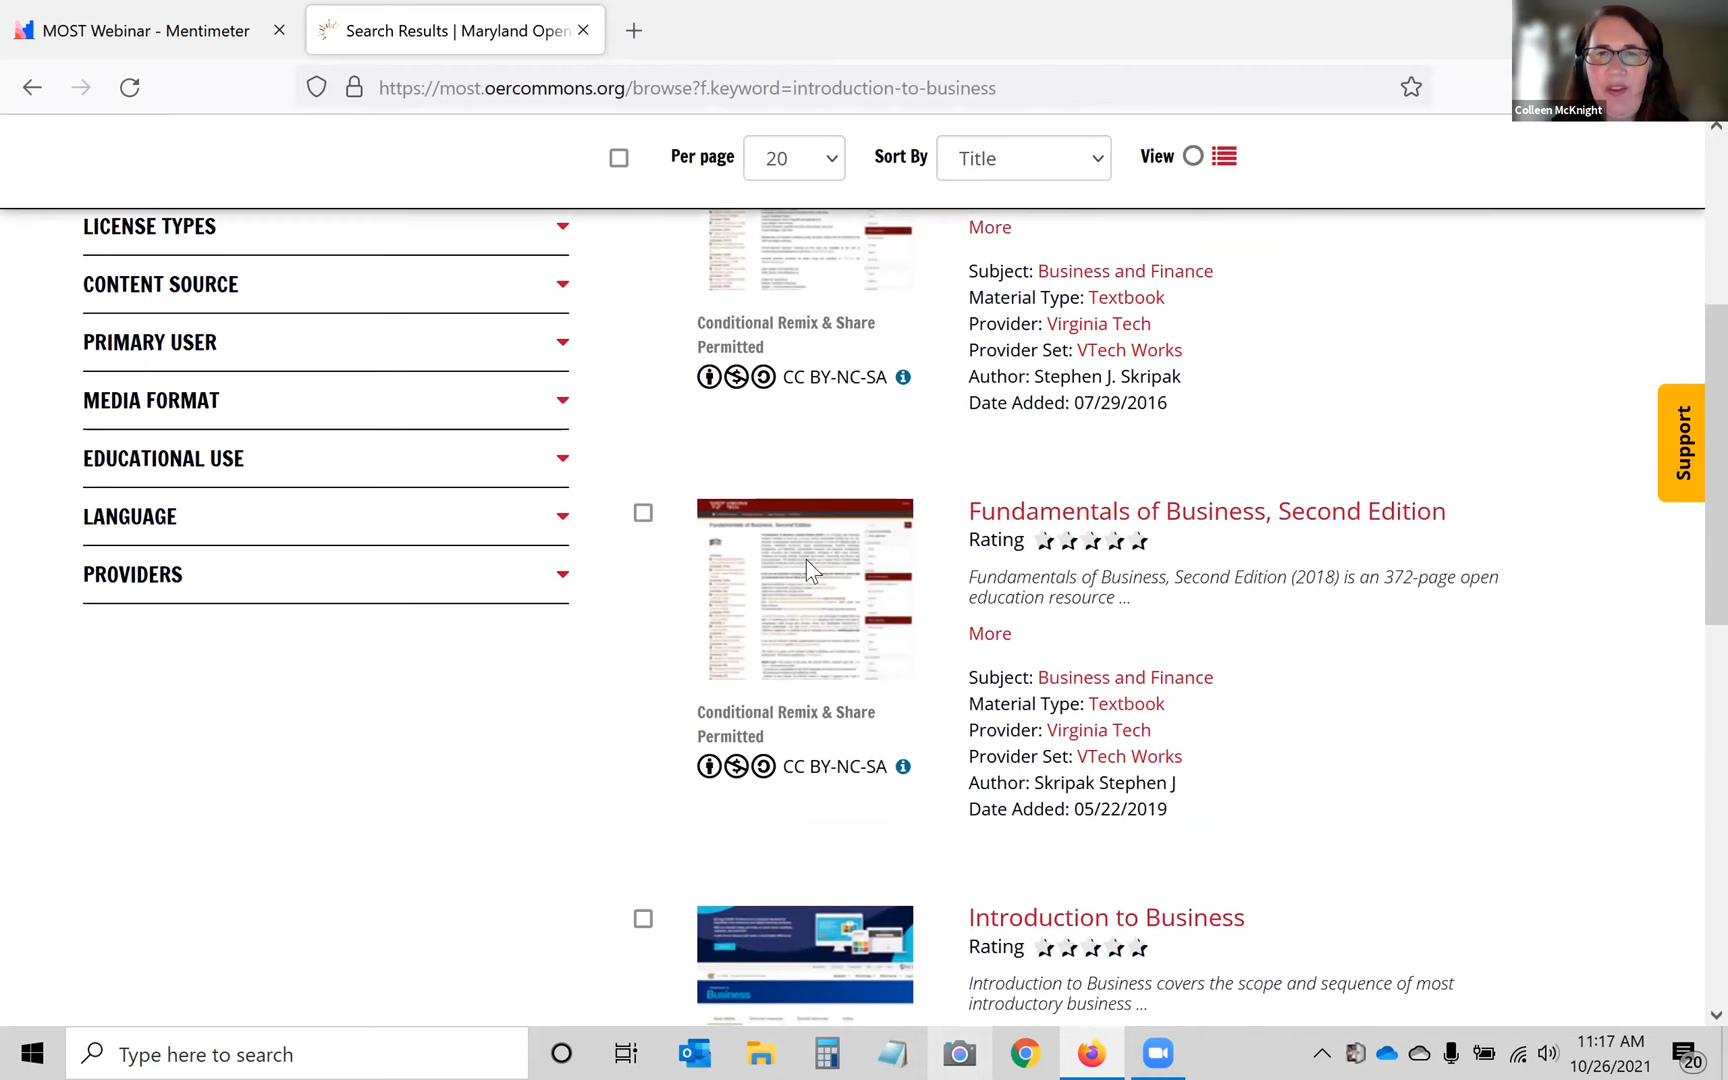 MOST Webinar - Mentimeter
Search Results | Maryland Open
https://most.oercommons.org/browse?f.keyword=introduction-to-business
Colleen McKnight
Per page 20 Sort By Title View
LICENSE TYPES
CONTENT SOURCE
PRIMARY USER
MEDIA FORMAT
EDUCATIONAL USE
LANGUAGE
PROVIDERS
Conditional Remix & Share
Permitted
CC BY-NC-SA
More
Subject: Business and Finance
Material Type: Textbook
Provider: Virginia Tech
Provider Set: VTech Works
Author: Stephen J. Skripak
Date Added: 07/29/2016
Support
Fundamentals of Business, Second Edition
Conditional Remix & Share
Permitted
CC BY-NC-SA
Fundamentals of Business, Second Edition
Rating
Fundamentals of Business, Second Edition (2018) is an 372-page open
education resource ...
More
Subject: Business and Finance
Material Type: Textbook
Provider: Virginia Tech
Provider Set: VTech Works
Author: Skripak Stephen J
Date Added: 05/22/2019
Business
Introduction to Business
Rating
Introduction to Business covers the scope and sequence of most
introductory business ...
Type here to search
11:17 AM
10/26/2021
20